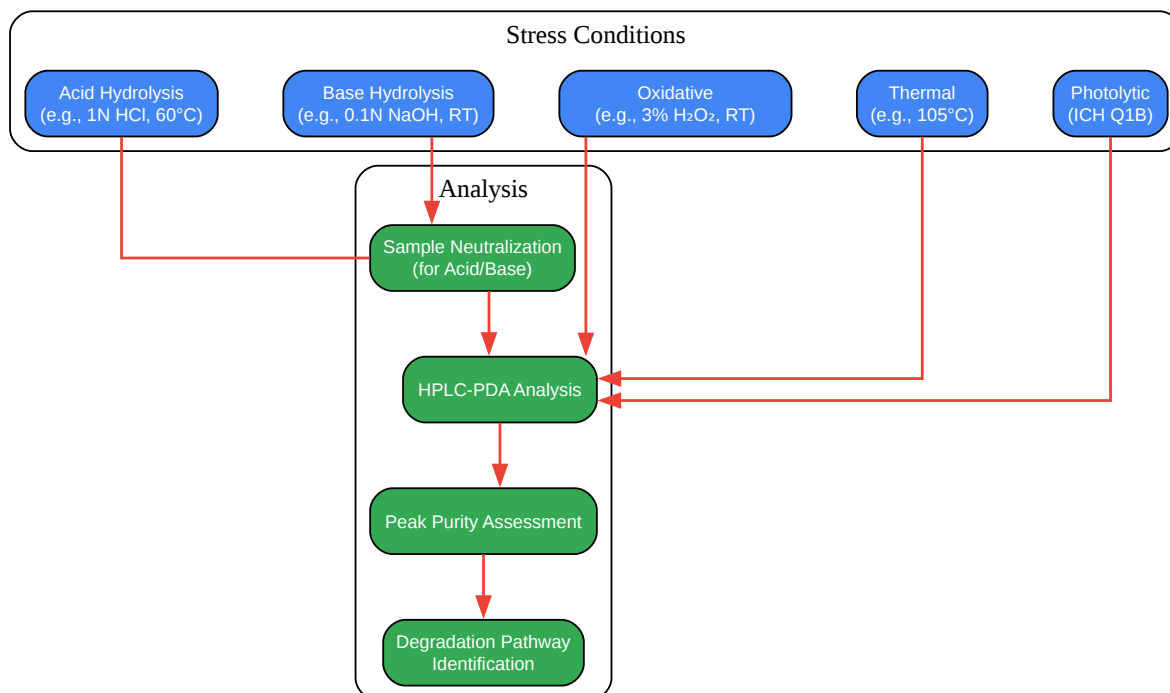 Stress Conditions
Acid Hydrolysis
(e.g., 1N HCl, 60°C)
Base Hydrolysis
(e.g., 0.1N NaOH, RT)
Oxidative
(e.g., 3% H₂O₂, RT)
Thermal
(e.g., 105°C)
Photolytic
(ICH Q1B)
Analysis
Sample Neutralization
(for Acid/Base)
HPLC-PDA Analysis
Peak Purity Assessment
Degradation Pathway
Identification